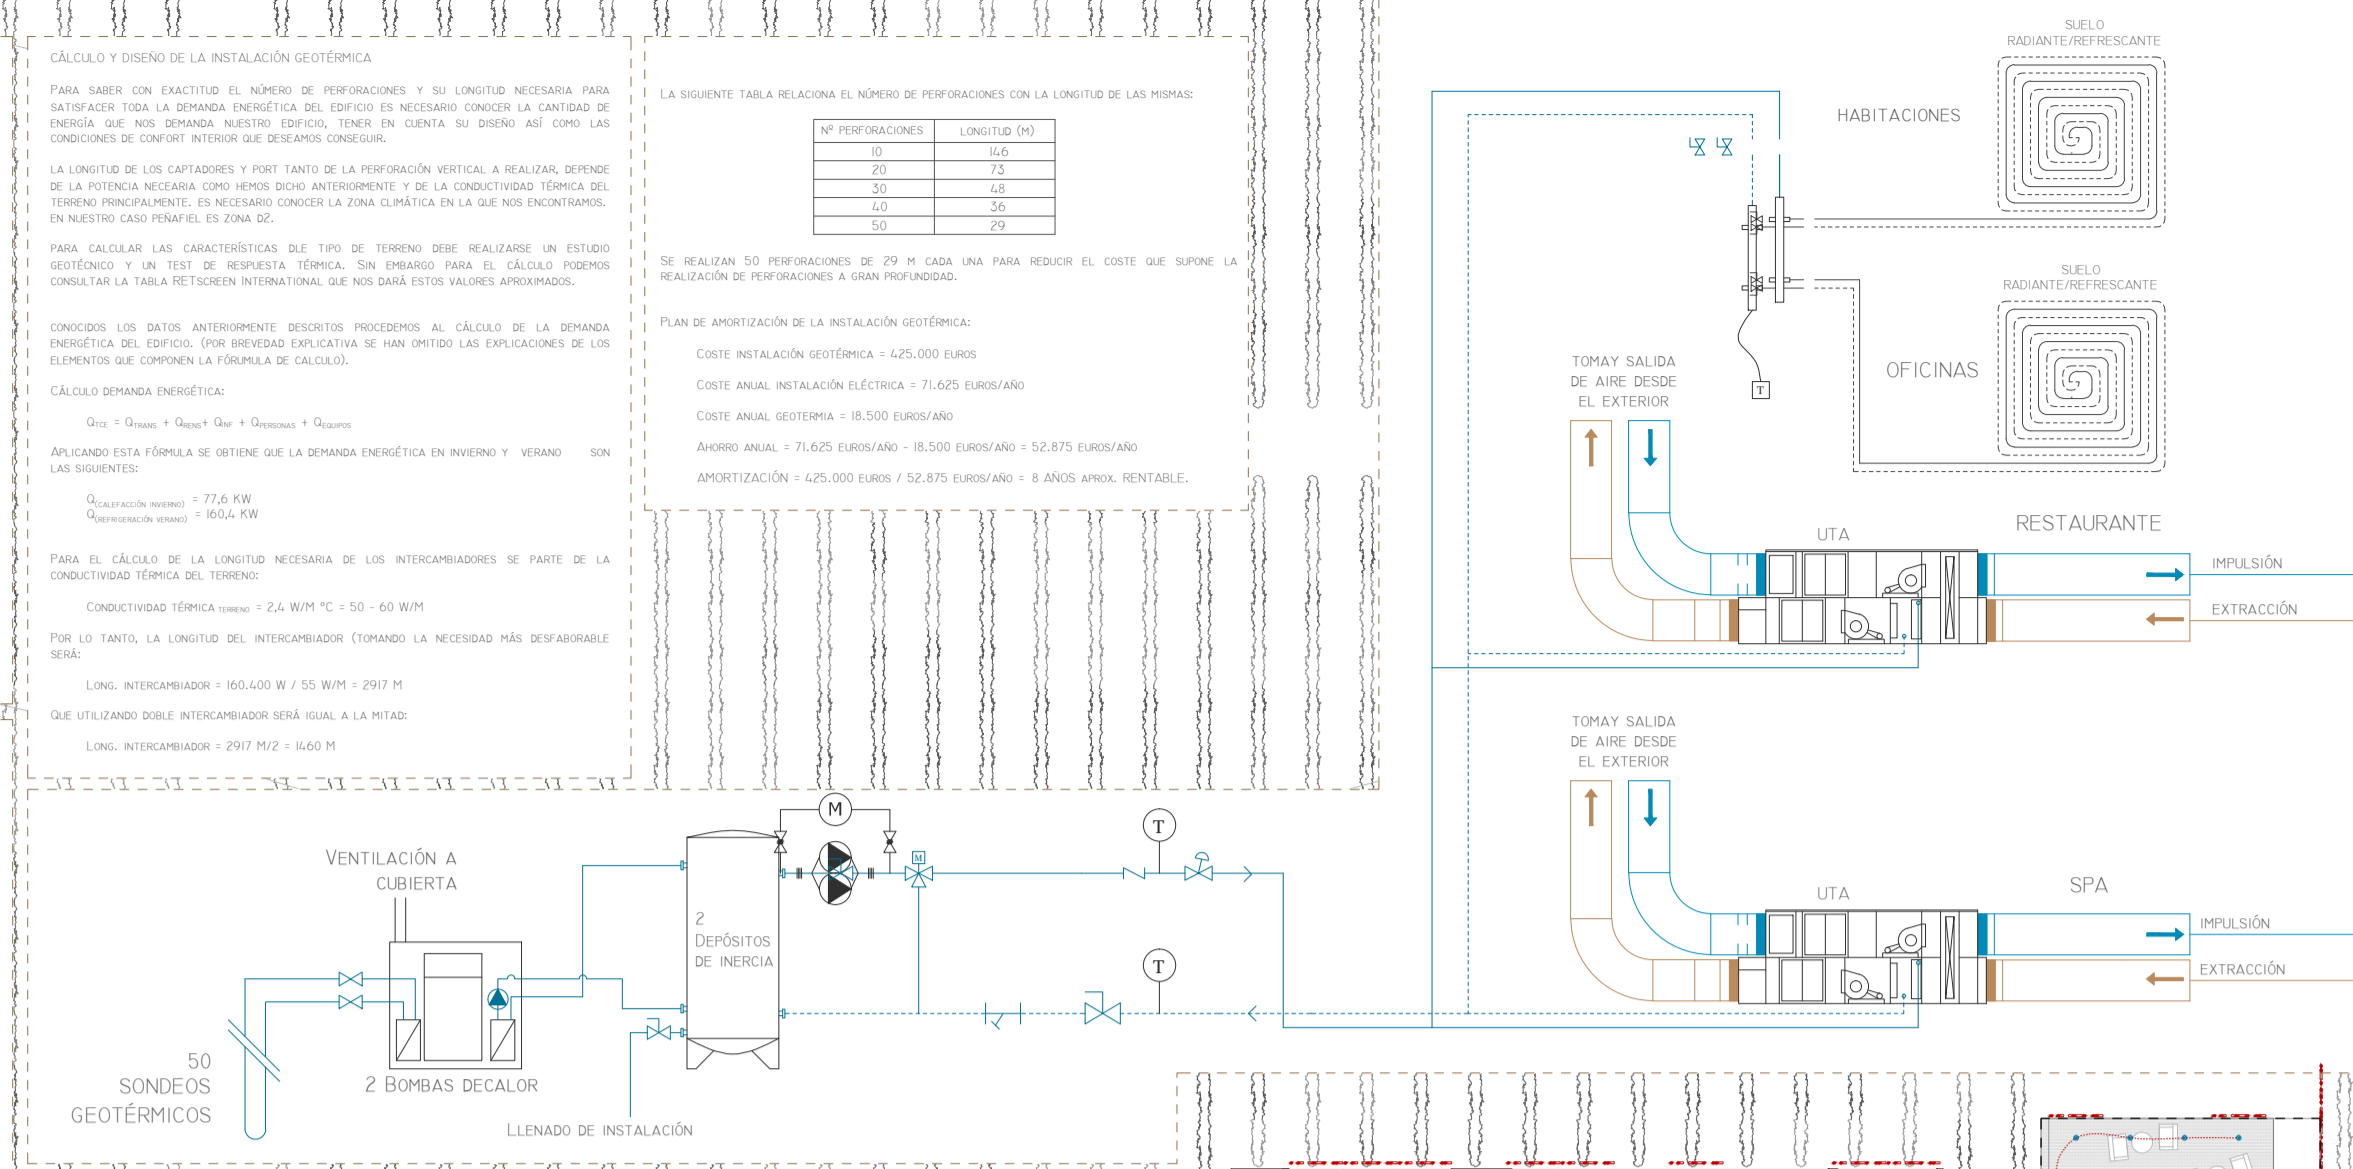 CÁLCULO Y DISEÑO DE LA INSTALACIÓN GEOTÉRMICA
PARA SABER CON EXACTITUD EL NÚMERO DE PERFORACIONES Y SU LONGITUD NECESARIA PARA
SATISFACER TODA LA DEMANDA ENERGÉTICA DEL EDIFICIO ES NECESARIO CONOCER LA CANTIDAD DE
ENERGÍA QUE NOS DEMANDA NUESTRO EDIFICIO, TENER EN CUENTA SU DISEÑO ASÍ COMO LAS
CONDICIONES DE CONFORT INTERIOR QUE DESEAMOS CONSEGUIR.
LA LONGITUD DE LOS CAPTADORES Y PORT TANTO DE LA PERFORACIÓN VERTICAL A REALIZAR, DEPENDE
DE LA POTENCIA NECEARIA COMO HEMOS DICHO ANTERIORMENTE Y DE LA CONDUCTIVIDAD TÉRMICA DEL
TERRENO PRINCIPALMENTE. ES NECESARIO CONOCER LA ZONA CLIMÁTICA EN LA QUE NOS ENCONTRAMOS.
EN NUESTRO CASO PEÑAFIEL ES ZONA D2.
PARA CALCULAR LAS CARACTERÍSTICAS DLE TIPO DE TERRENO DEBE REALIZARSE UN ESTUDIO
GEOTÉCNICO Y UN TEST DE RESPUESTA TÉRMICA. SIN EMBARGO PARA EL CÁLCULO PODEMOS
CONSULTAR LA TABLA RETSCREEN INTERNATIONAL QUE NOS DARÁ ESTOS VALORES APROXIMADOS.
CONOCIDOS LOS DATOS ANTERIORMENTE DESCRITOS PROCEDEMOS AL CÁLCULO DE LA DEMANDA
ENERGÉTICA DEL EDIFICIO. (POR BREVEDAD EXPLICATIVA SE HAN OMITIDO LAS EXPLICACIONES DE LOS
ELEMENTOS QUE COMPONEN LA FÓRUMULA DE CALCULO).
CÁLCULO DEMANDA ENERGÉTICA:
QTCE = QTRANS + QRENS+ QINF + QPERSONAS + QEQUIPOS
APLICANDO ESTA FÓRMULA SE OBTIENE QUE LA DEMANDA ENERGÉTICA EN INVIERNO Y VERANO SON
LAS SIGUIENTES:
Q(CALEFACCIÓN INVIERNO) = 77,6 KW
Q(REFRIGERACIÓN VERANO) = 160,4 KW
PARA EL CÁLCULO DE LA LONGITUD NECESARIA DE LOS INTERCAMBIADORES SE PARTE DE LA
CONDUCTIVIDAD TÉRMICA DEL TERRENO:
CONDUCTIVIDAD TÉRMICA TERRENO = 2,4 W/M ºC = 50 - 60 W/M
POR LO TANTO, LA LONGITUD DEL INTERCAMBIADOR (TOMANDO LA NECESIDAD MÁS DESFABORABLE
SERÁ:
LONG. INTERCAMBIADOR = 160.400 W / 55 W/M = 2917 M
QUE UTILIZANDO DOBLE INTERCAMBIADOR SERÁ IGUAL A LA MITAD:
LONG. INTERCAMBIADOR = 2917 M/2 = 1460 M
LA SIGUIENTE TABLA RELACIONA EL NÚMERO DE PERFORACIONES CON LA LONGITUD DE LAS MISMAS:
Nº PERFORACIONES LONGITUD (M)
10 146
20 73
30 48
40 36
50 29
SE REALIZAN 50 PERFORACIONES DE 29 M CADA UNA PARA REDUCIR EL COSTE QUE SUPONE LA
REALIZACIÓN DE PERFORACIONES A GRAN PROFUNDIDAD.
PLAN DE AMORTIZACIÓN DE LA INSTALACIÓN GEOTÉRMICA:
COSTE INSTALACIÓN GEOTÉRMICA = 425.000 EUROS
COSTE ANUAL INSTALACIÓN ELÉCTRICA = 71.625 EUROS/AÑO
COSTE ANUAL GEOTERMIA = 18.500 EUROS/AÑO
AHORRO ANUAL = 71.625 EUROS/AÑO - 18.500 EUROS/AÑO = 52.875 EUROS/AÑO
AMORTIZACIÓN = 425.000 EUROS / 52.875 EUROS/AÑO = 8 AÑOS APROX. RENTABLE.
SUELO
RADIANTE/REFRESCANTE
HABITACIONES
SUELO
RADIANTE/REFRESCANTE
OFICINAS
T
TOMAY SALIDA
DE AIRE DESDE
EL EXTERIOR
UTA
RESTAURANTE
IMPULSIÓN
EXTRACCIÓN
TOMAY SALIDA
DE AIRE DESDE
EL EXTERIOR
UTA
SPA
IMPULSIÓN
EXTRACCIÓN
VENTILACIÓN A
CUBIERTA
M
M
T
2
DEPÓSITOS
DE INERCIA
T
50
SONDEOS
GEOTÉRMICOS
2 BOMBAS DECALOR
LLENADO DE INSTALACIÓN